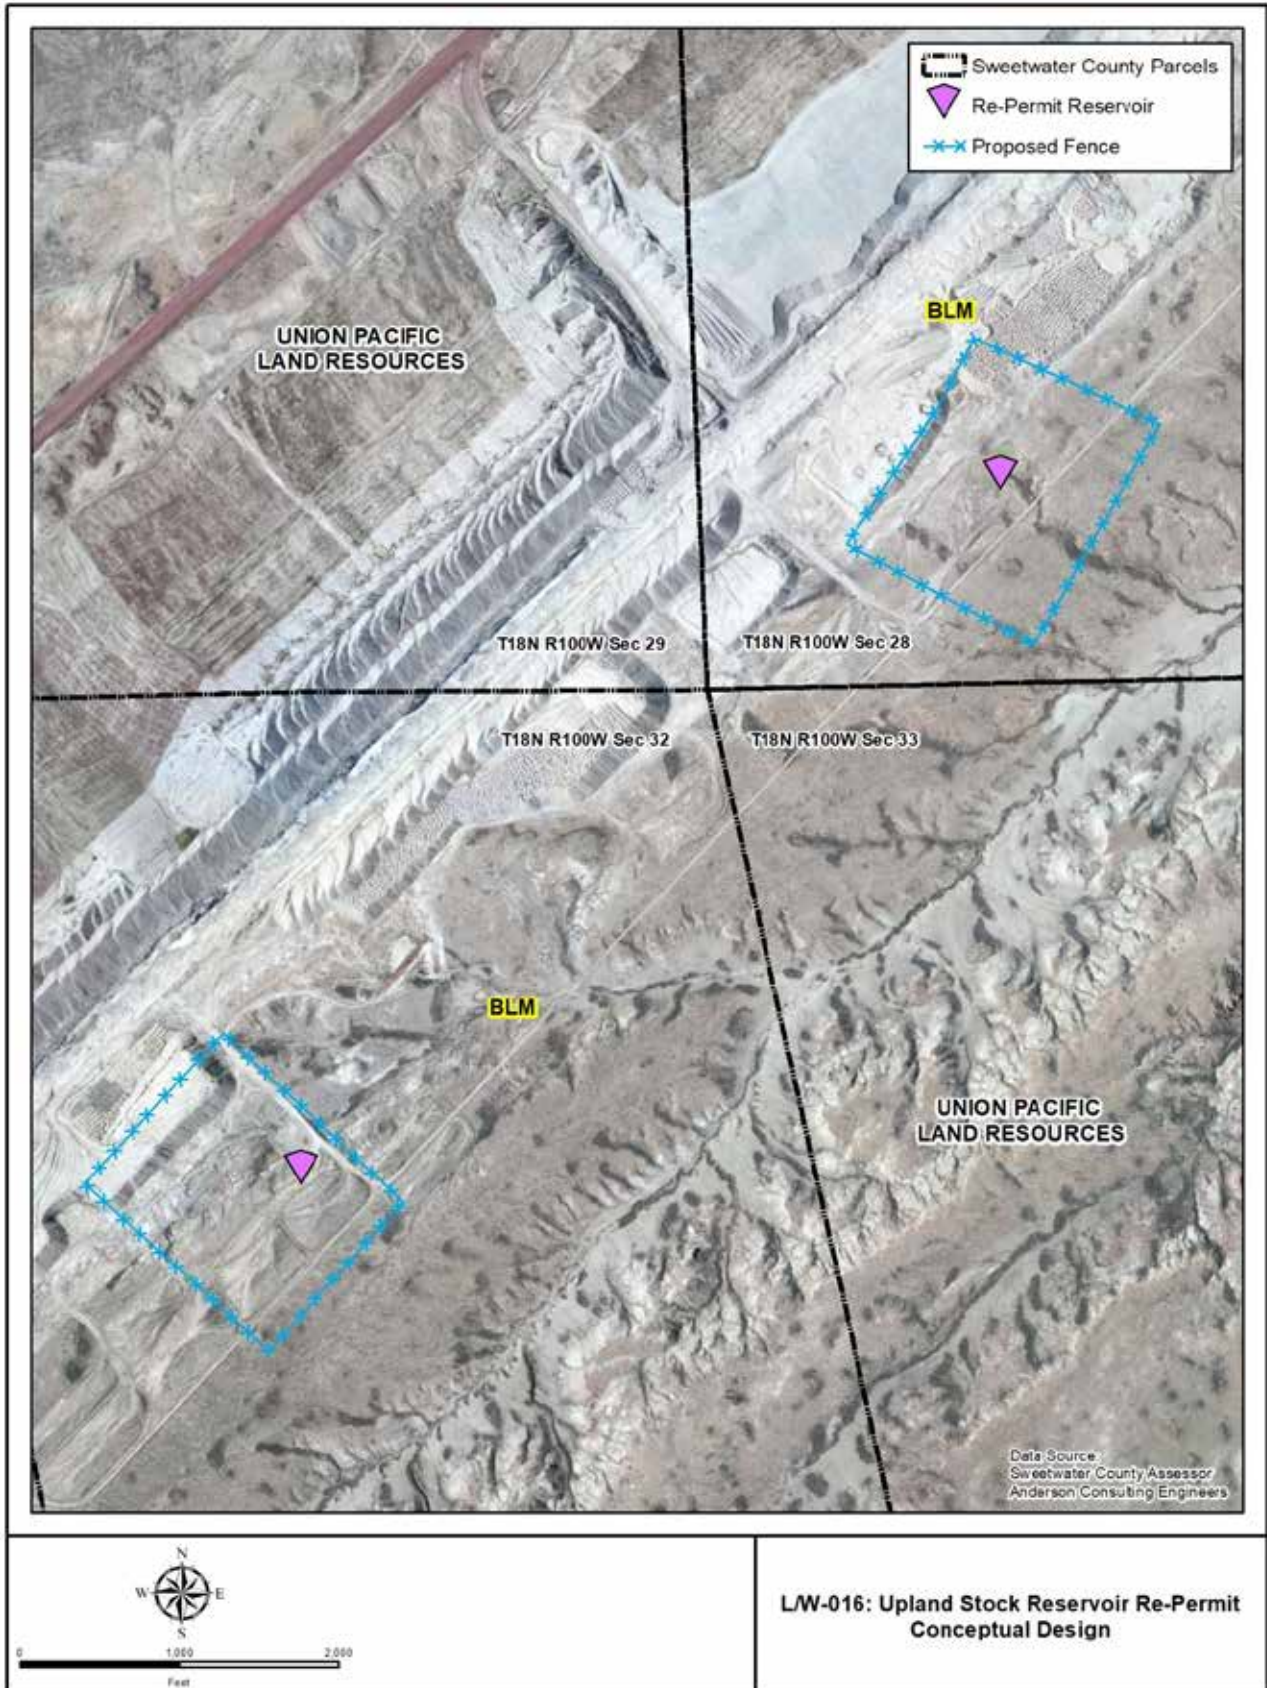 Sweetwater County Parcels
Re-Permit Reservoir
Proposed Fence
BLM
UNION PACIFIC
LAND RESOURCES
T18N R100W Sec 29
T18N R100W Sec 28
T18N R100W Sec 32
T18N R100W Sec 33
BLM
UNION PACIFIC
LAND RESOURCES
Data Source:
Sweetwater County Assessor
Anderson Consulting Engineers
N
W
E
S
0 1,000 2,000
Feet
L/W-016: Upland Stock Reservoir Re-Permit
Conceptual Design